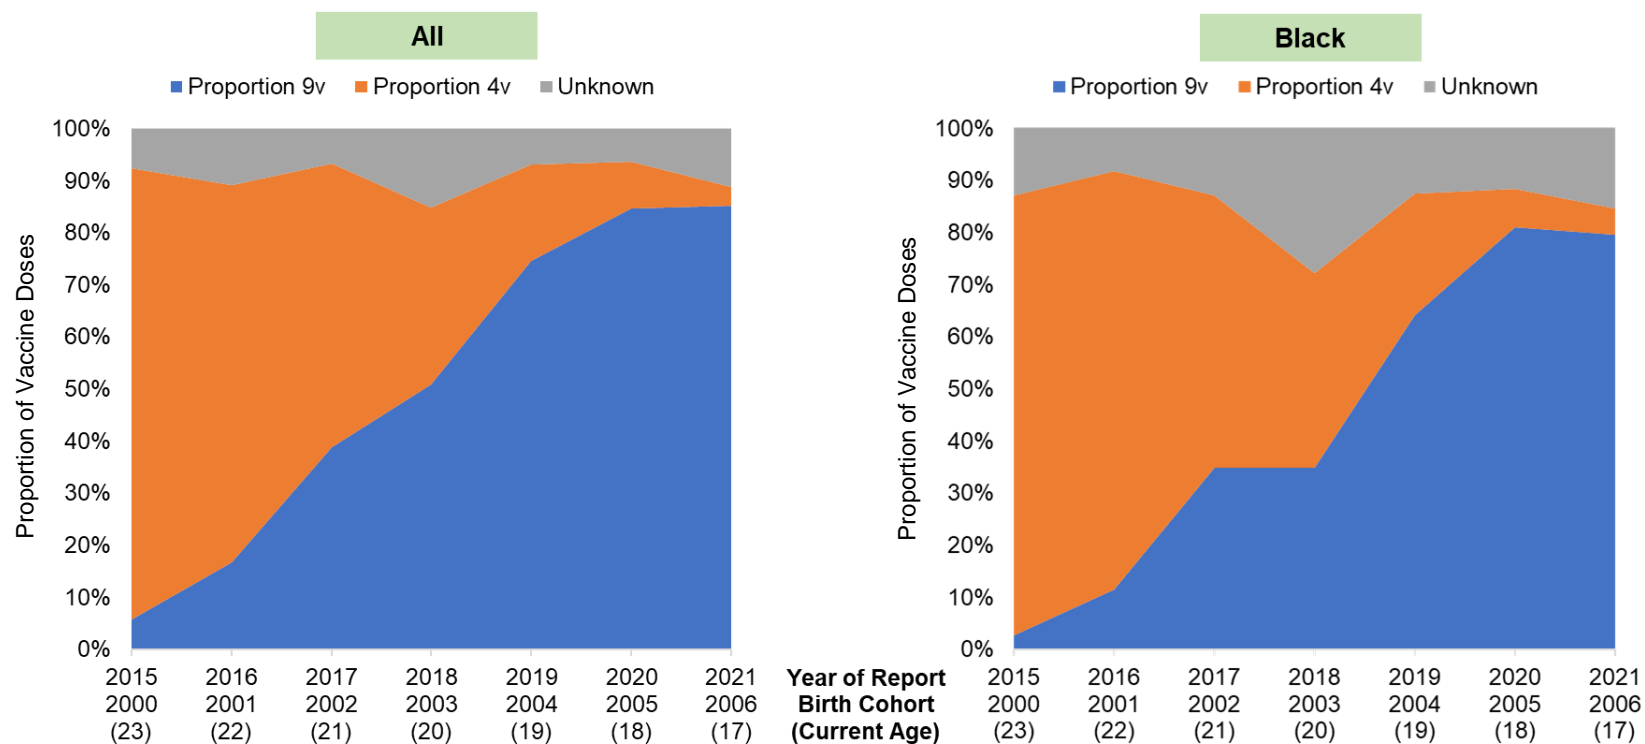 All
Proportion 9v Proportion 4v Unknown
Proportion of Vaccine Doses
100%
90%
80%
70%
60%
50%
40%
30%
20%
10%
0%
2015 2016 2017 2018 2019 2020 2021
2000 2001 2002 2003 2004 2005 2006
(23) (22) (21) (20) (19) (18) (17)
Year of Report
Birth Cohort
(Current Age)
Black
Proportion 9v Proportion 4v Unknown
Proportion of Vaccine Doses
100%
90%
80%
70%
60%
50%
40%
30%
20%
10%
0%
2015 2016 2017 2018 2019 2020 2021
2000 2001 2002 2003 2004 2005 2006
(23) (22) (21) (20) (19) (18) (17)